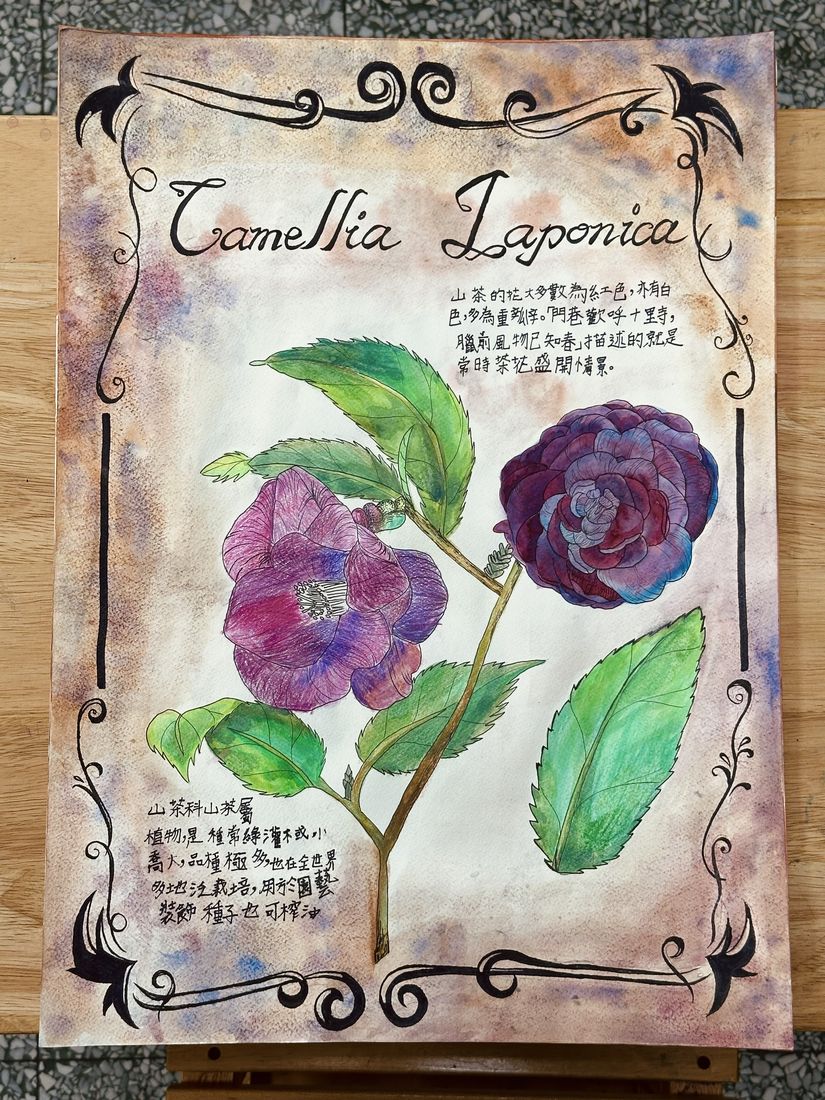 Camellia Japonica
山茶的花大多數為紅色,亦有白
色,多為重瓣。「門巷歡呼十里寺,
臘前風物已知春」描述的就是
當時茶花盛開情景。
山茶科山茶屬
植物,是種常綠灌木或小
喬木,品種極多,也在全世界
多地泛栽培,用於園藝
裝飾種子也可榨油